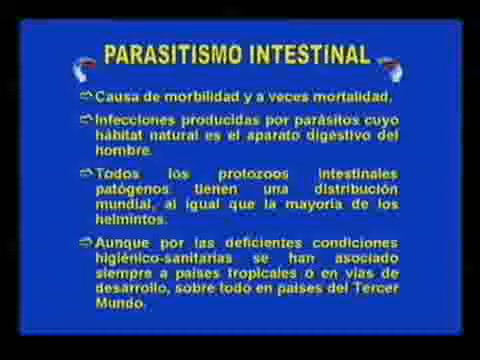 PARASITISMO INTESTINAL
Causa de morbilidad y a veces mortalidad.
Infecciones producidas por parásitos cuyo
hábitat natural es el aparato digestivo del
hombre.
Todos los protozoos intestinales
patógenos tienen una distribución
mundial, al igual que la mayoría de los
helmintos.
Aunque por las deficientes condiciones
higiénico-sanitarias se han asociado
siempre a países tropicales o en vías de
desarrollo, sobre todo en países del Tercer
Mundo.